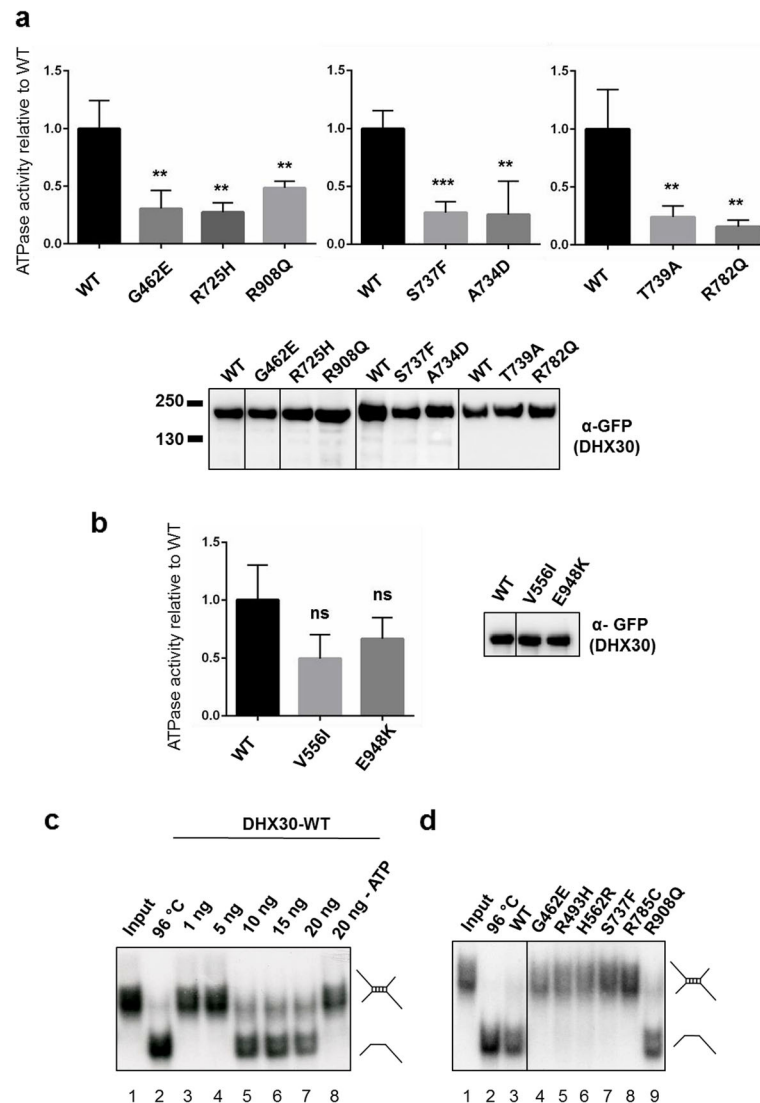 a
ATPase activity relative to WT
1.5
1.0
0.5
0.0
** ** **
WT G462E R725H R908Q
1.5
1.0
0.5
0.0
*** **
WT S737F A734D
1.5
1.0
0.5
0.0
** **
WT T739A R782Q
WT G462E R725H R908Q WT S737F A734D WT T739A R782Q
250
130
α-GFP
(DHX30)
b
ATPase activity relative to WT
1.5
1.0
0.5
0.0
ns ns
WT V556I E948K
WT V556I E948K
α- GFP
(DHX30)
c
DHX30-WT
Input 96 °C 1 ng 5 ng 10 ng 15 ng 20 ng 20 ng - ATP
1 2 3 4 5 6 7 8
d
Input 96 °C WT G462E R493H H562R S737F R785C R908Q
1 2 3 4 5 6 7 8 9